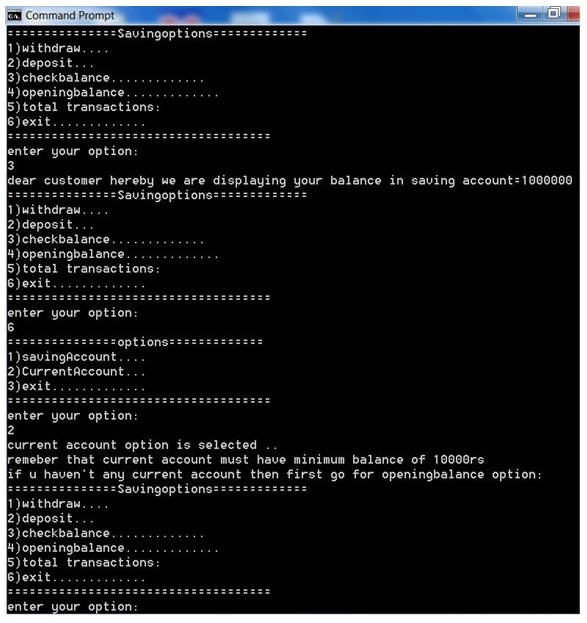 Command Prompt
===============Savingoptions=============
1)withdraw....
2)deposit...
3)checkbalance.............
4)openingbalance.............
5)total transactions:
6)exit.............
====================================
enter your option:
3
dear customer hereby we are displaying your balance in saving account=1000000
===============Savingoptions=============
1)withdraw....
2)deposit...
3)checkbalance.............
4)openingbalance.............
5)total transactions:
6)exit.............
====================================
enter your option:
6
===============options=============
1)savingAccount....
2)CurrentAccount...
3)exit.............
====================================
enter your option:
2
current account option is selected ..
remeber that current account must have minimum balance of 10000rs
if u haven't any current account then first go for openingbalance option:
===============Savingoptions=============
1)withdraw....
2)deposit...
3)checkbalance.............
4)openingbalance.............
5)total transactions:
6)exit.............
====================================
enter your option: